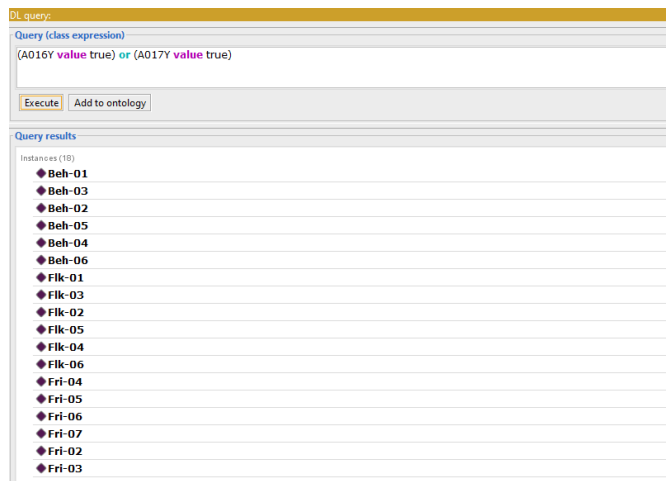 DL query:
Query (class expression)
(A016Y value true) or (A017Y value true)
Execute Add to ontology
Query results
Instances (18)
Beh-01
Beh-03
Beh-02
Beh-05
Beh-04
Beh-06
Flk-01
Flk-03
Flk-02
Flk-05
Flk-04
Flk-06
Fri-04
Fri-05
Fri-06
Fri-07
Fri-02
Fri-03